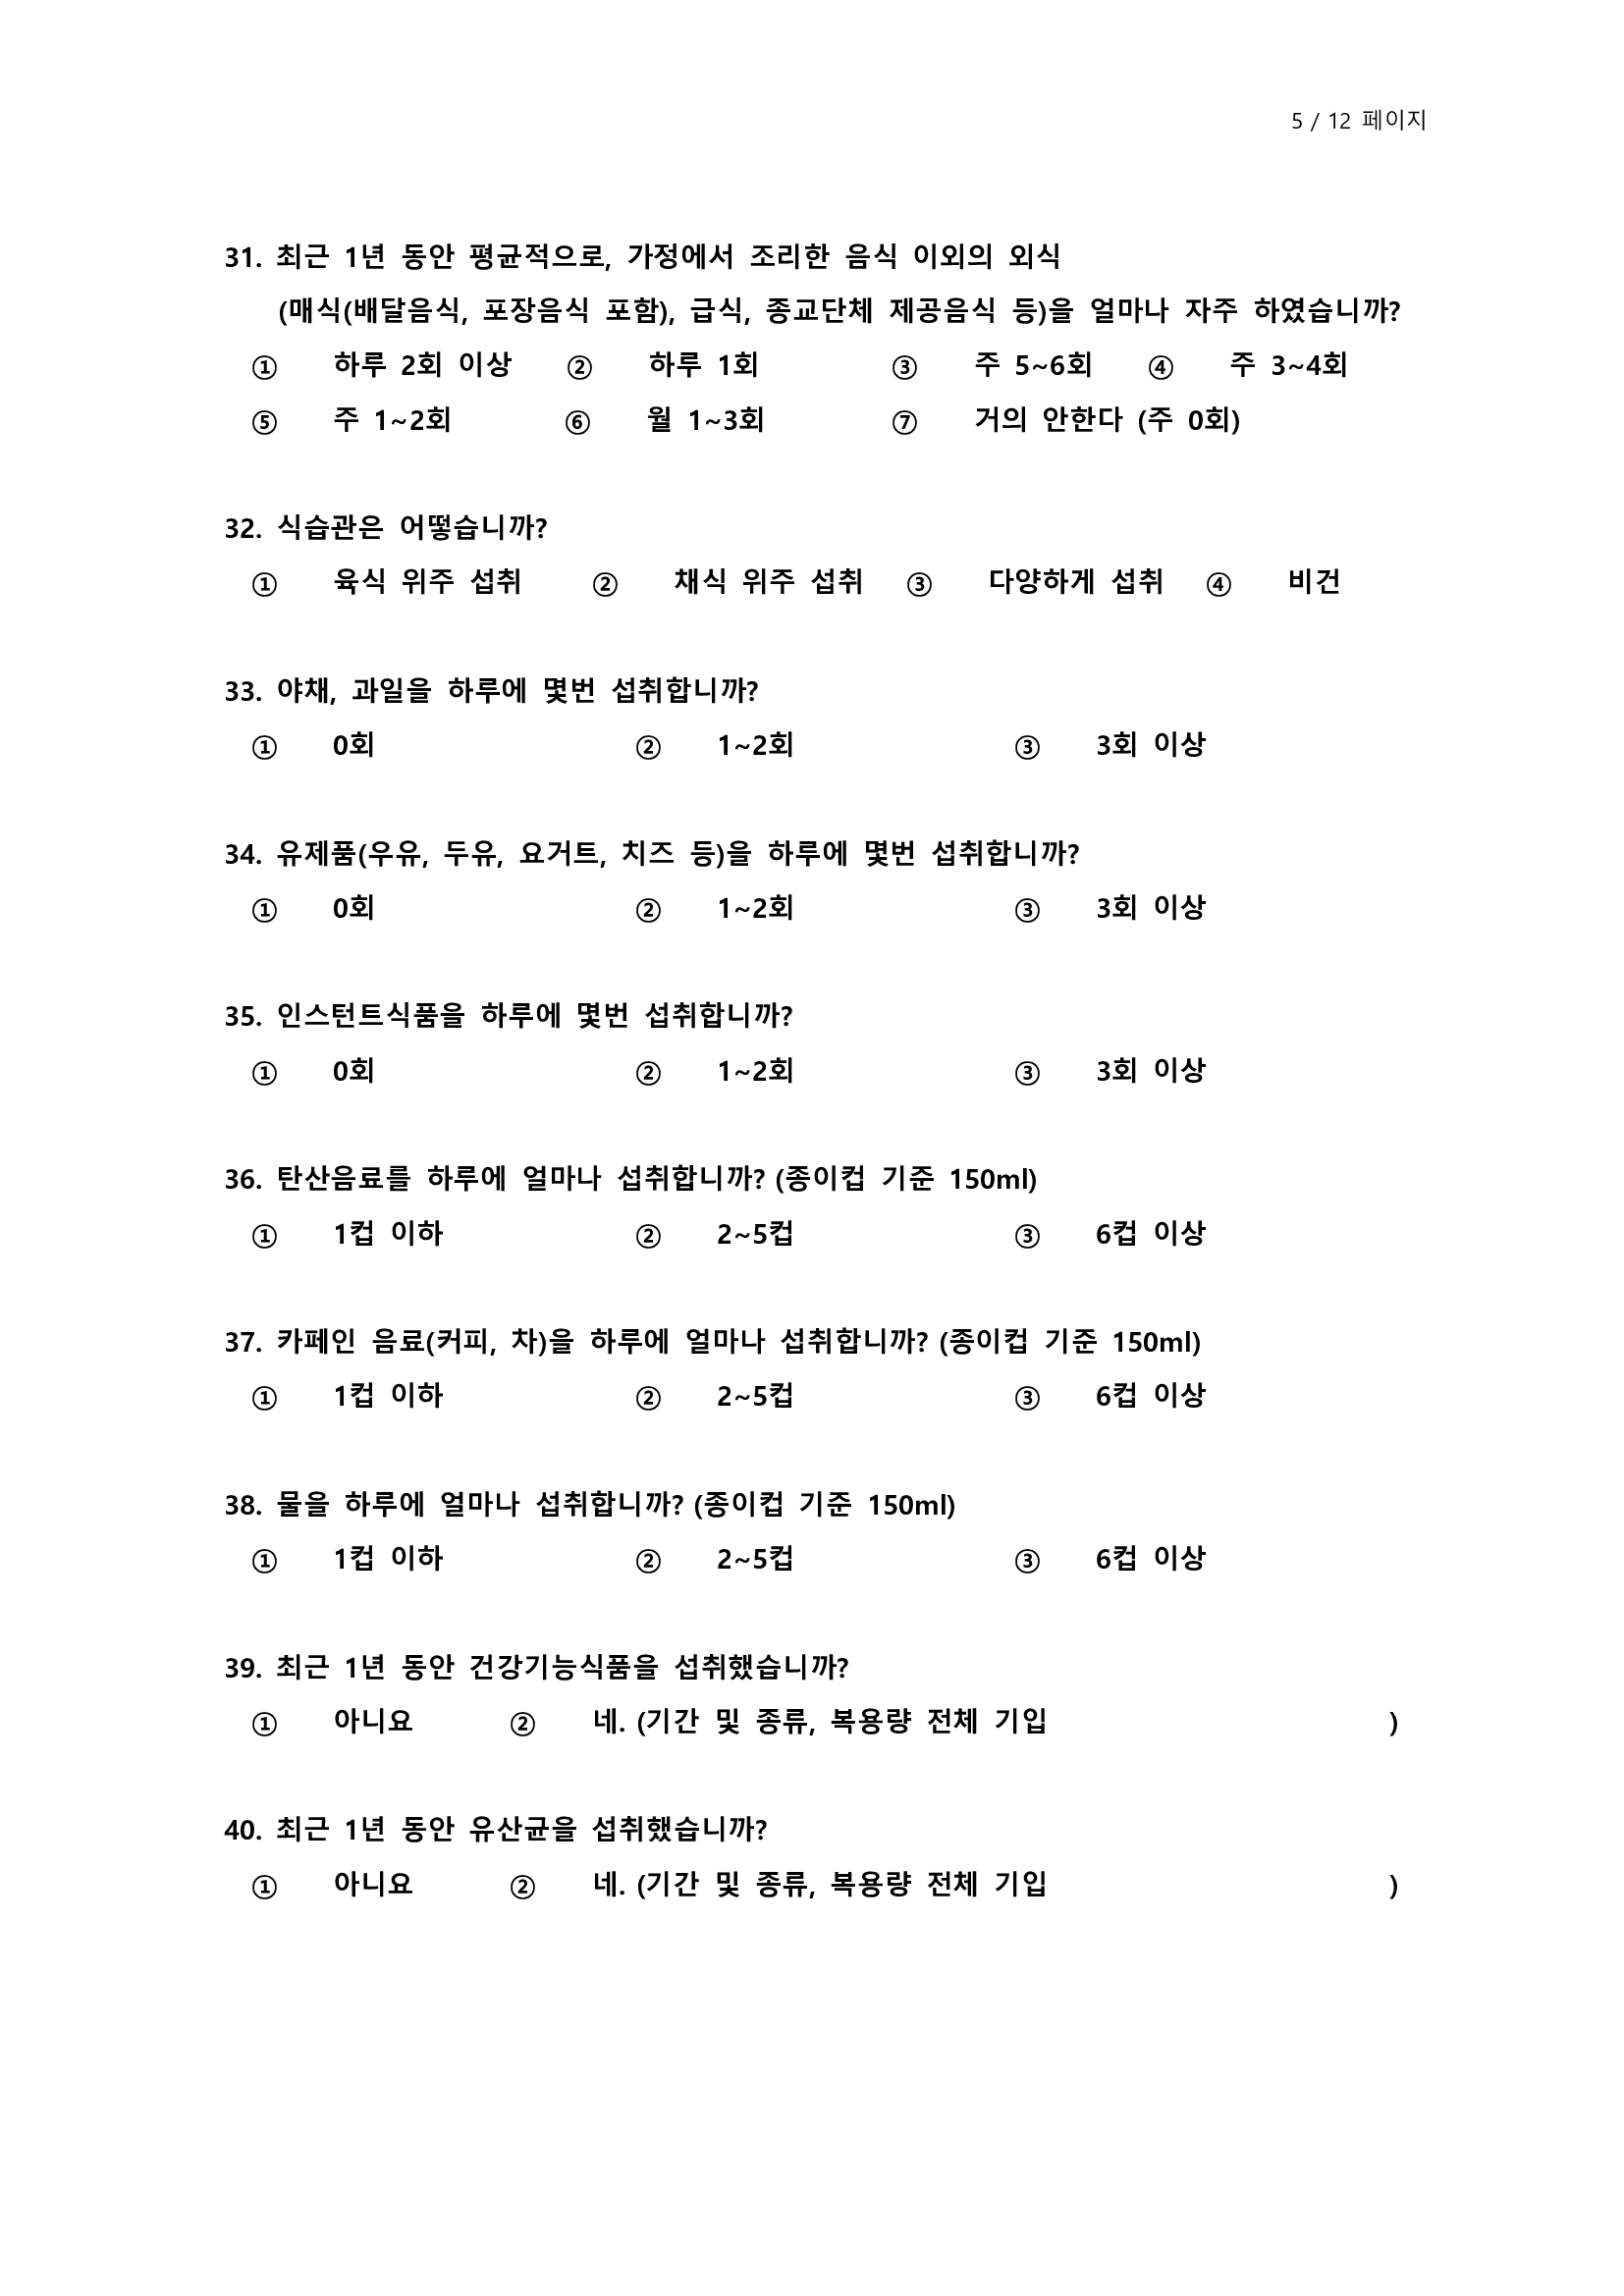 5 / 12 페이지
31. 최근 1년 동안 평균적으로, 가정에서 조리한 음식 이외의 외식
(매식(배달음식, 포장음식 포함), 급식, 종교단체 제공음식 등)을 얼마나 자주 하였습니까?
① 하루 2회 이상 ② 하루 1회 ③ 주 5~6회 ④ 주 3~4회
⑤ 주 1~2회 ⑥ 월 1~3회 ⑦ 거의 안한다 (주 0회)
32. 식습관은 어떻습니까?
① 육식 위주 섭취 ② 채식 위주 섭취 ③ 다양하게 섭취 ④ 비건
33. 야채, 과일을 하루에 몇번 섭취합니까?
① 0회 ② 1~2회 ③ 3회 이상
34. 유제품(우유, 두유, 요거트, 치즈 등)을 하루에 몇번 섭취합니까?
① 0회 ② 1~2회 ③ 3회 이상
35. 인스턴트식품을 하루에 몇번 섭취합니까?
① 0회 ② 1~2회 ③ 3회 이상
36. 탄산음료를 하루에 얼마나 섭취합니까? (종이컵 기준 150ml)
① 1컵 이하 ② 2~5컵 ③ 6컵 이상
37. 카페인 음료(커피, 차)을 하루에 얼마나 섭취합니까? (종이컵 기준 150ml)
① 1컵 이하 ② 2~5컵 ③ 6컵 이상
38. 물을 하루에 얼마나 섭취합니까? (종이컵 기준 150ml)
① 1컵 이하 ② 2~5컵 ③ 6컵 이상
39. 최근 1년 동안 건강기능식품을 섭취했습니까?
① 아니요 ② 네. (기간 및 종류, 복용량 전체 기입 )
40. 최근 1년 동안 유산균을 섭취했습니까?
① 아니요 ② 네. (기간 및 종류, 복용량 전체 기입 )